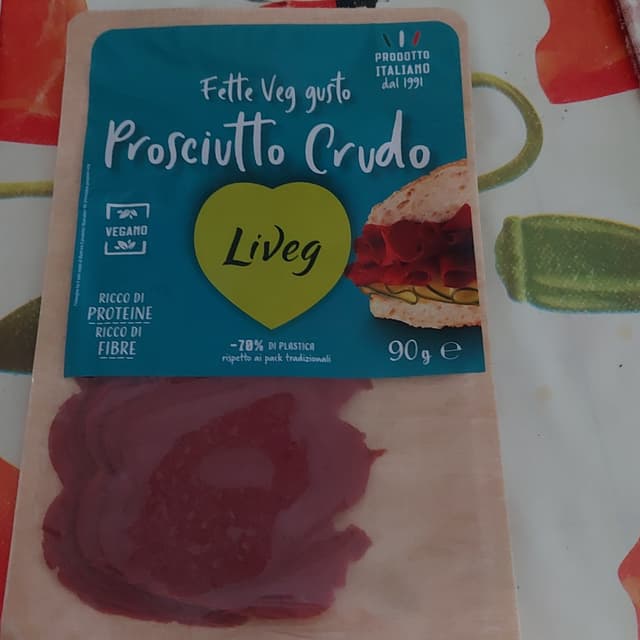 PRODOTTO
ITALIANO
dal 1991
Fette Veg gusto
Prosciutto Crudo
Liveg
VEGANO
RICCO DI
PROTEINE
RICCO DI
FIBRE
-70% DI PLASTICA
rispetto ai pack tradizionali
90 g ℮